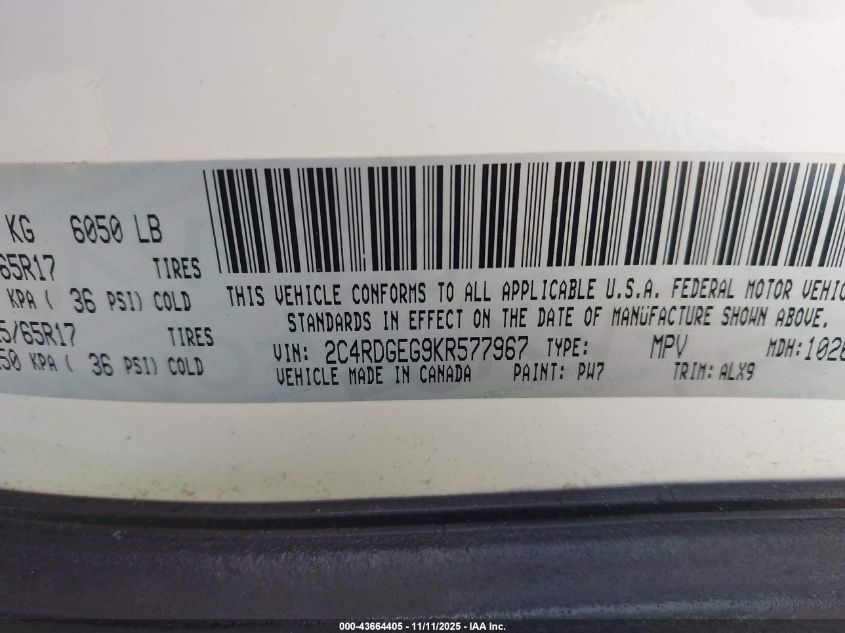 KG 6050 LB
65R17 TIRES
KPA ( 36 PSI) COLD
5/65R17 TIRES
50 KPA ( 36 PSI) COLD
THIS VEHICLE CONFORMS TO ALL APPLICABLE U.S.A. FEDERAL MOTOR VEHIC
STANDARDS IN EFFECT ON THE DATE OF MANUFACTURE SHOWN ABOVE.
VIN: 2C4RDGEG9KR577967 TYPE: MPV MDH:1028
VEHICLE MADE IN CANADA PAINT: PW7 TRIM: ALX9
000-43664405 - 11/11/2025 - IAA Inc.